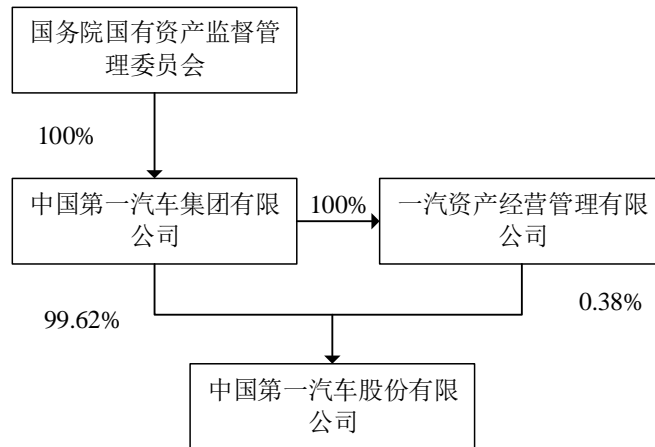 国务院国有资产监督管
理委员会
100%
中国第一汽车集团有限
公司
100%
一汽资产经营管理有限
公司
99.62%
0.38%
中国第一汽车股份有限
公司